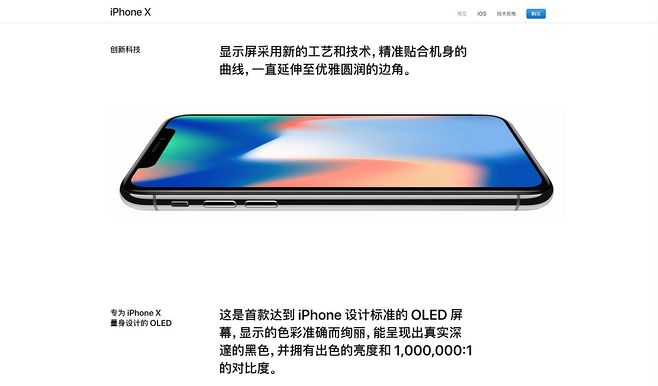 iPhone X
概览
iOS
技术规格
购买
创新科技
显示屏采用新的工艺和技术，精准贴合机身的
曲线，一直延伸至优雅圆润的边角。
专为 iPhone X
量身设计的 OLED
这是首款达到 iPhone 设计标准的 OLED 屏
幕，显示的色彩准确而绚丽，能呈现出真实深
邃的黑色，并拥有出色的亮度和 1,000,000:1
的对比度。